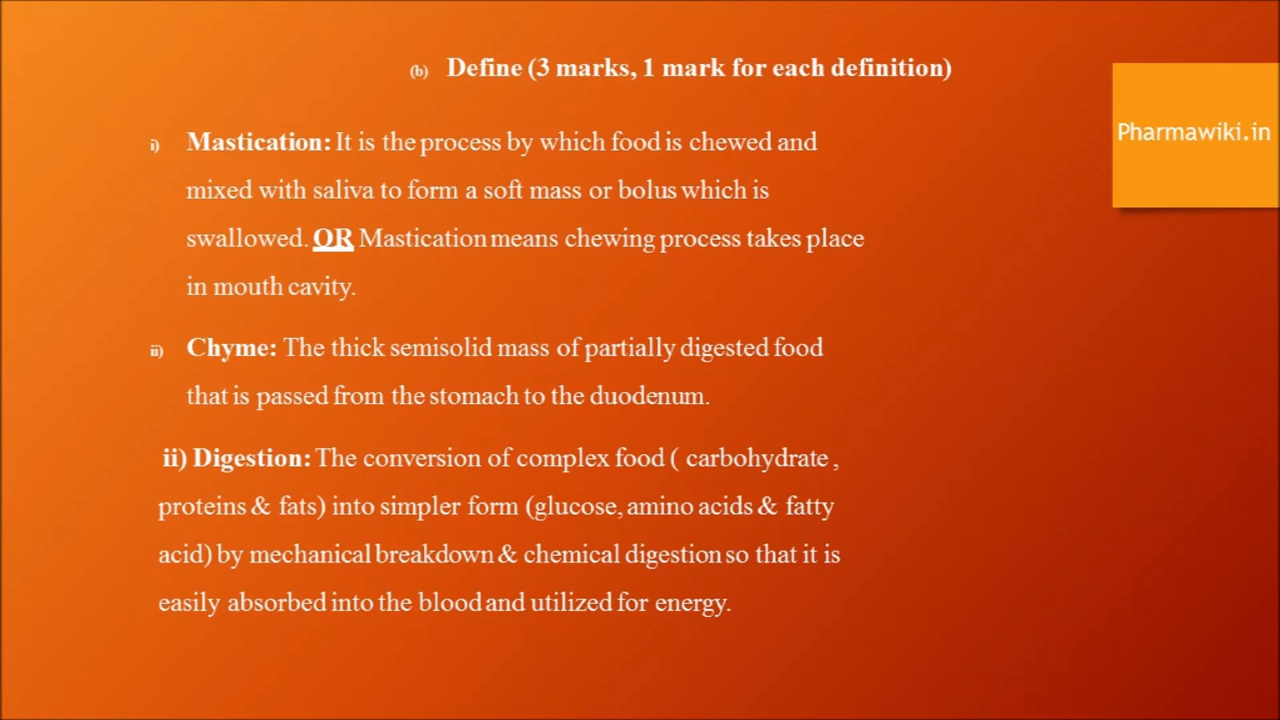 (b) Define (3 marks, 1 mark for each definition)
Pharmawiki.in
i) Mastication: It is the process by which food is chewed and
mixed with saliva to form a soft mass or bolus which is
swallowed. OR Mastication means chewing process takes place
in mouth cavity.
ii) Chyme: The thick semisolid mass of partially digested food
that is passed from the stomach to the duodenum.
ii) Digestion: The conversion of complex food ( carbohydrate ,
proteins & fats) into simpler form (glucose, amino acids & fatty
acid) by mechanical breakdown & chemical digestion so that it is
easily absorbed into the blood and utilized for energy.